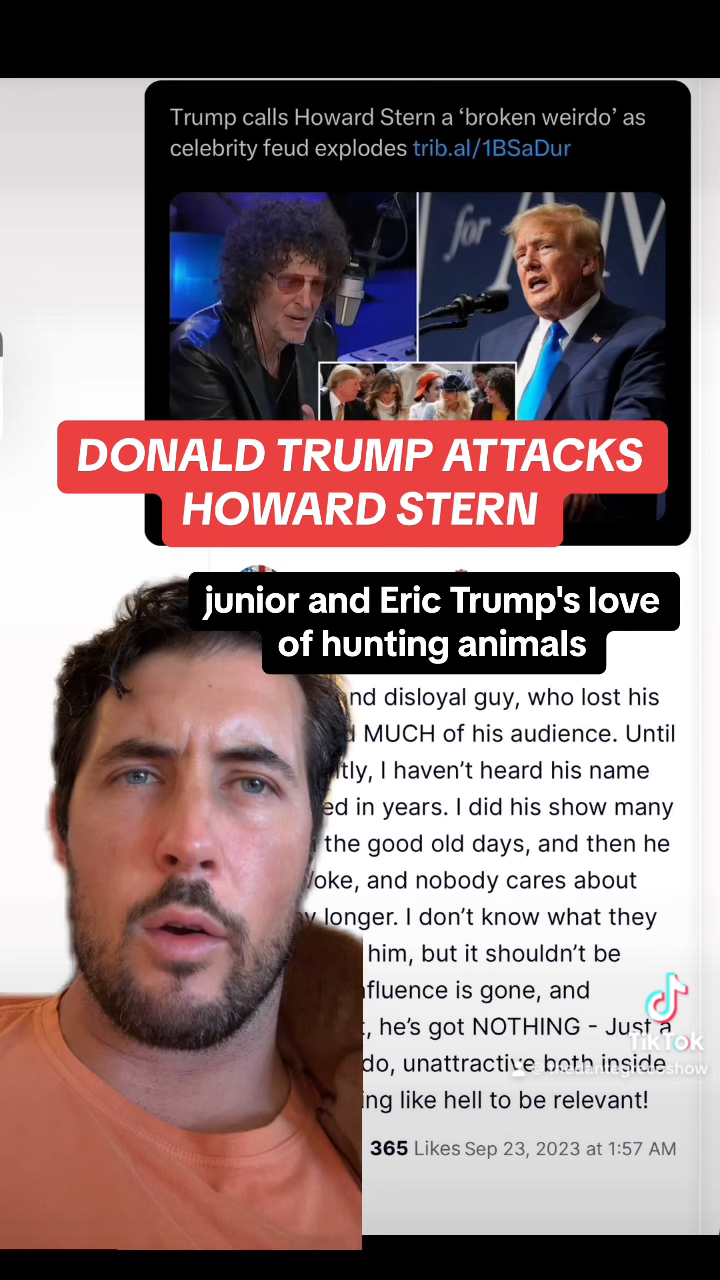 Trump calls Howard Stern a ‘broken weirdo’ as
celebrity feud explodes trib.al/1BSaDur
for AM
DONALD TRUMP ATTACKS
HOWARD STERN
junior and Eric Trump's love
of hunting animals
nd disloyal guy, who lost his
MUCH of his audience. Until
tly, I haven’t heard his name
ed in years. I did his show many
the good old days, and then he
oke, and nobody cares about
longer. I don’t know what they
him, but it shouldn’t be
nfluence is gone, and
he’s got NOTHING - Just a
do, unattractive both inside
ing like hell to be relevant!
TikTok
365 Likes Sep 23, 2023 at 1:57 AM